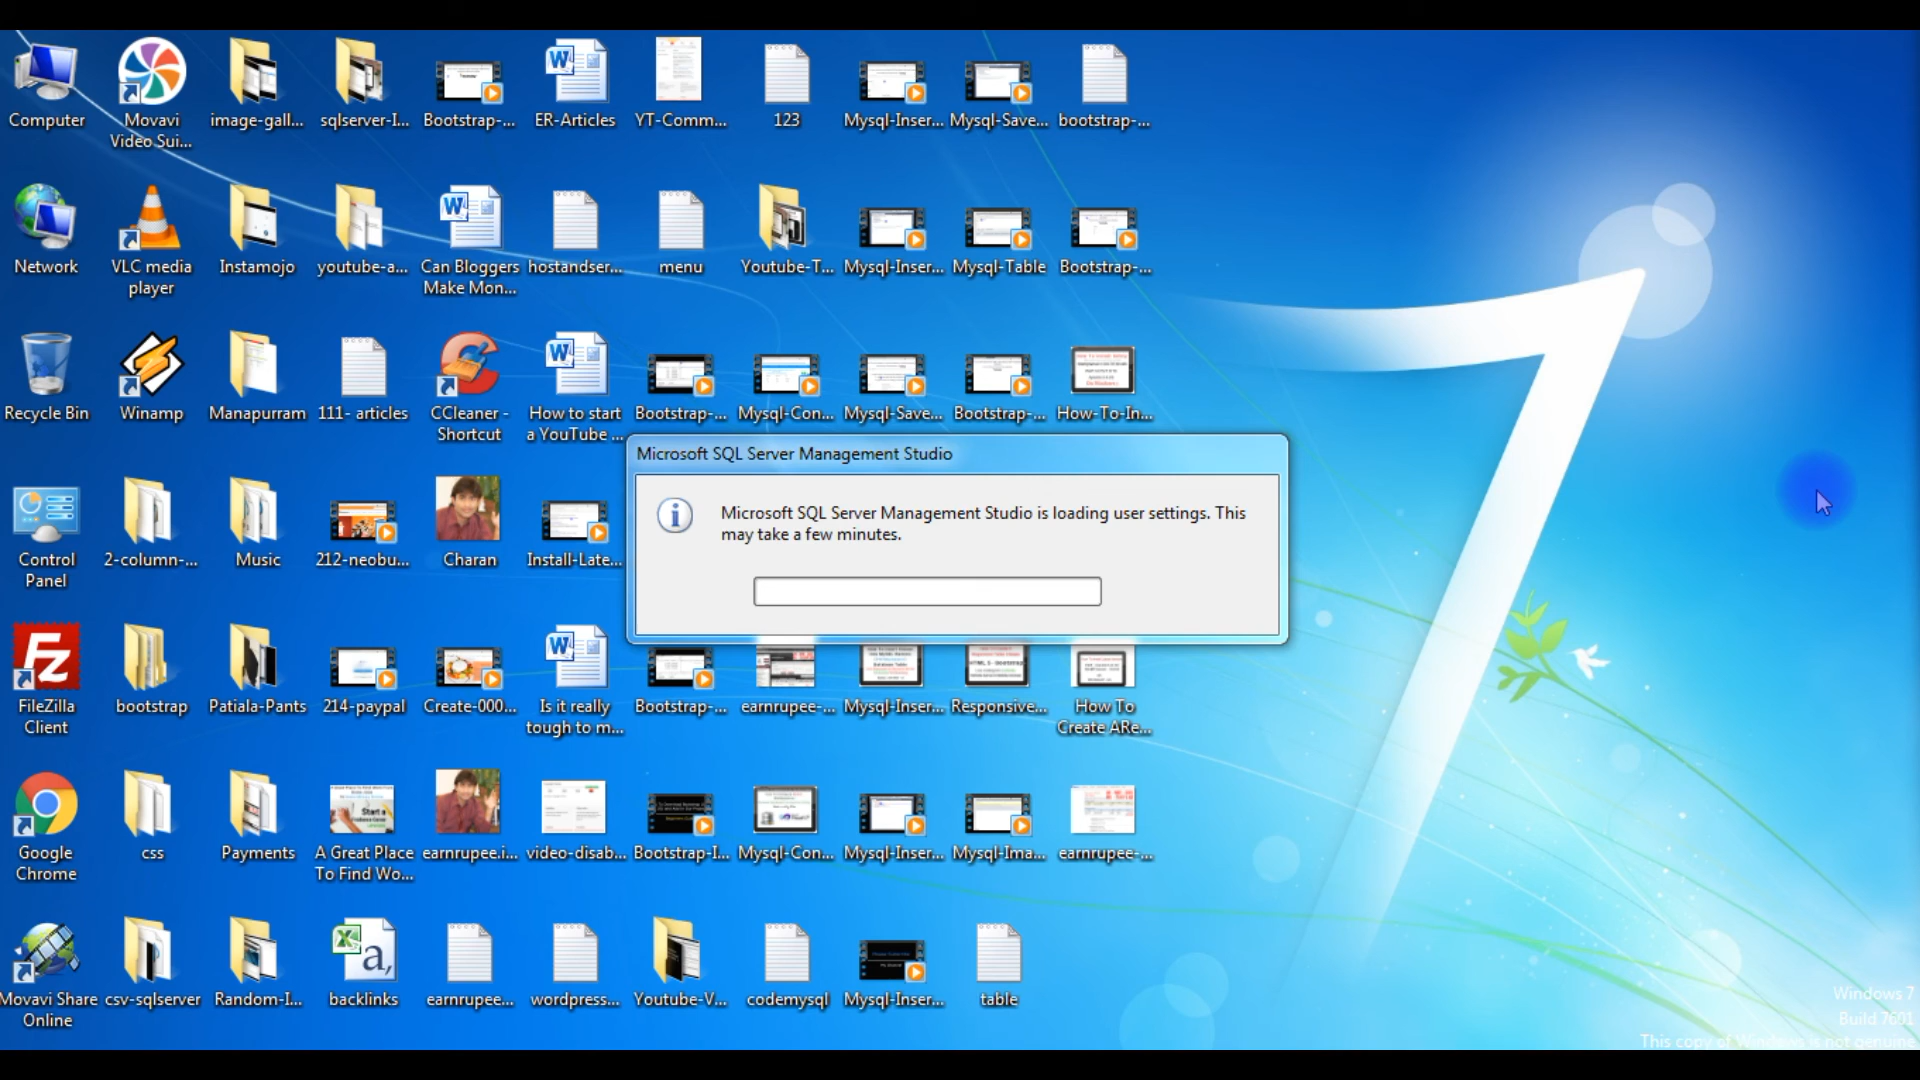 Computer
Movavi
Video Sui...
image-gall...
sqlserver-I...
Bootstrap-...
ER-Articles
YT-Comm...
123
Mysql-Inser...
Mysql-Save...
bootstrap-...
Network
VLC media
player
Instamojo
youtube-a...
Can Bloggers
Make Mon...
hostandser...
menu
Youtube-T...
Mysql-Inser...
Mysql-Table
Bootstrap-...
Recycle Bin
Winamp
Manapurram
111- articles
CCleaner -
Shortcut
How to start
a YouTube ...
Bootstrap-...
Mysql-Con...
Mysql-Save...
Bootstrap-...
How-To-In...
Microsoft SQL Server Management Studio
Microsoft SQL Server Management Studio is loading user settings. This
may take a few minutes.
Control
Panel
2-column-...
Music
212-neobu...
Charan
Install-Late...
FileZilla
Client
bootstrap
Patiala-Pants
214-paypal
Create-000...
Is it really
tough to m...
Bootstrap-...
earnrupee-...
Mysql-Inser...
Responsive...
How To
Create ARe...
Google
Chrome
css
Payments
A Great Place
To Find Wo...
earnrupee.i...
video-disab...
Bootstrap-I...
Mysql-Con...
Mysql-Inser...
Mysql-Ima...
earnrupee-...
Movavi Share
Online
csv-sqlserver
Random-I...
backlinks
earnrupee...
wordpress...
Youtube-V...
codemysql
Mysql-Inser...
table
Windows 7
Build 7601
This copy of Windows is not genuine